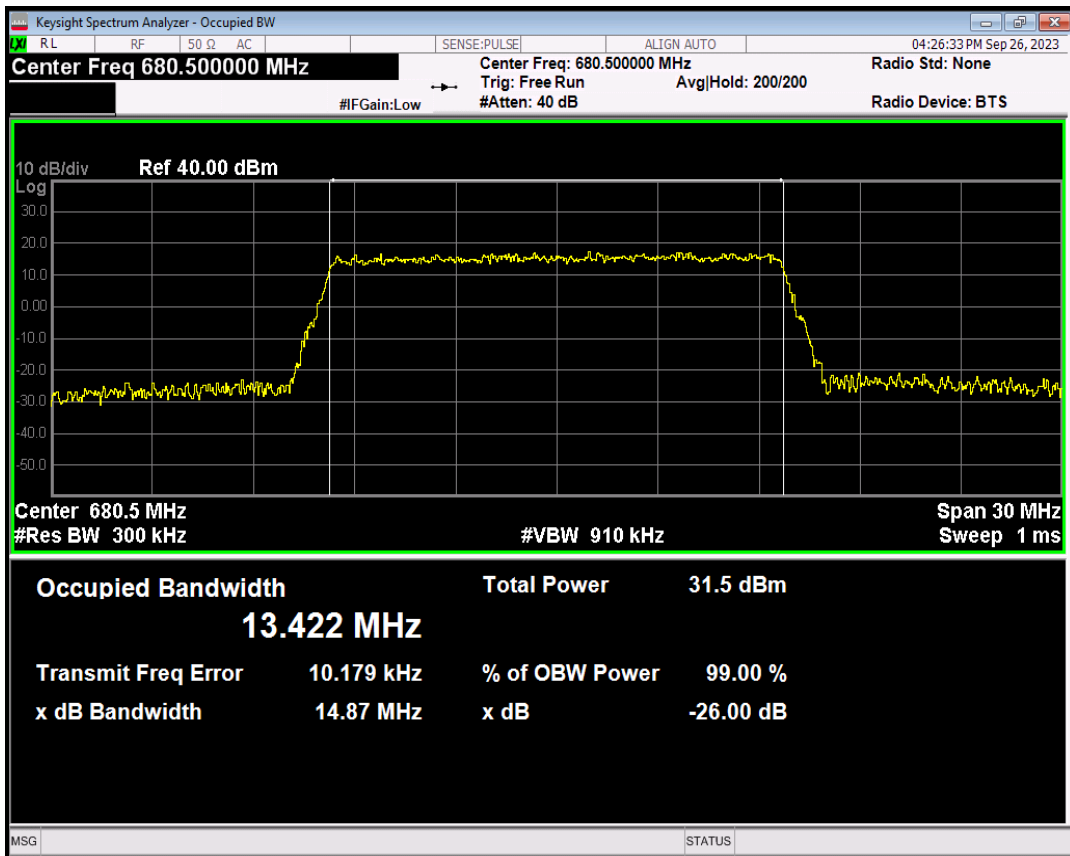 Keysight Spectrum Analyzer - Occupied BW
LXI RL RF 50 Ω AC SENSE:PULSE ALIGN AUTO 04:26:33 PM Sep 26, 2023
Center Freq 680.500000 MHz Center Freq: 680.500000 MHz Radio Std: None
Trig: Free Run Avg|Hold: 200/200
#IFGain:Low #Atten: 40 dB Radio Device: BTS
10 dB/div Ref 40.00 dBm
Log
30.0
20.0
10.0
0.00
-10.0
-20.0
-30.0
-40.0
-50.0
Center 680.5 MHz Span 30 MHz
#Res BW 300 kHz #VBW 910 kHz Sweep 1 ms
Occupied Bandwidth Total Power 31.5 dBm
13.422 MHz
Transmit Freq Error 10.179 kHz % of OBW Power 99.00 %
x dB Bandwidth 14.87 MHz x dB -26.00 dB
MSG STATUS